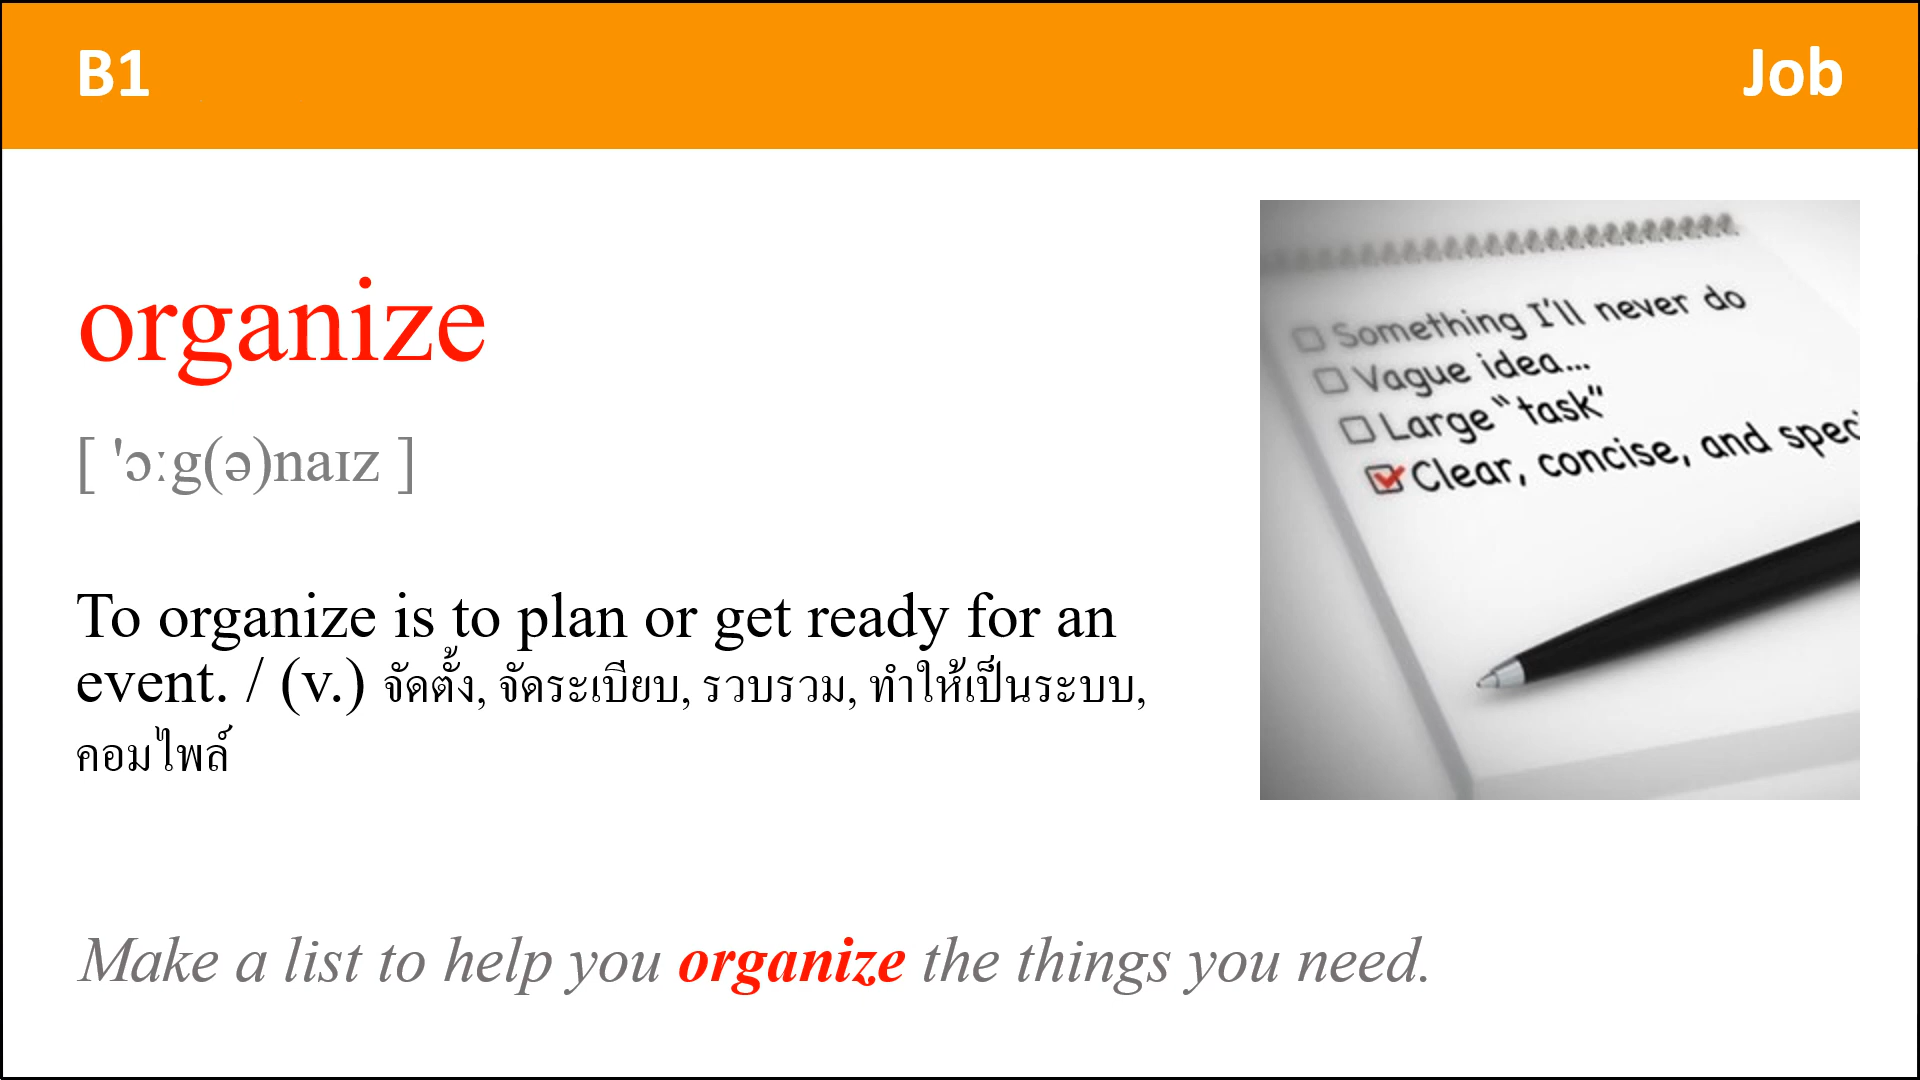 B1
Job
organize
[ 'ɔːg(ə)naɪz ]
To organize is to plan or get ready for an
event. / (v.) จัดตั้ง, จัดระเบียบ, รวบรวม, ทำให้เป็นระบบ,
คอมไพล์
Something I'll never do
Vague idea...
Large “task”
Clear, concise, and
Make a list to help you organize the things you need.